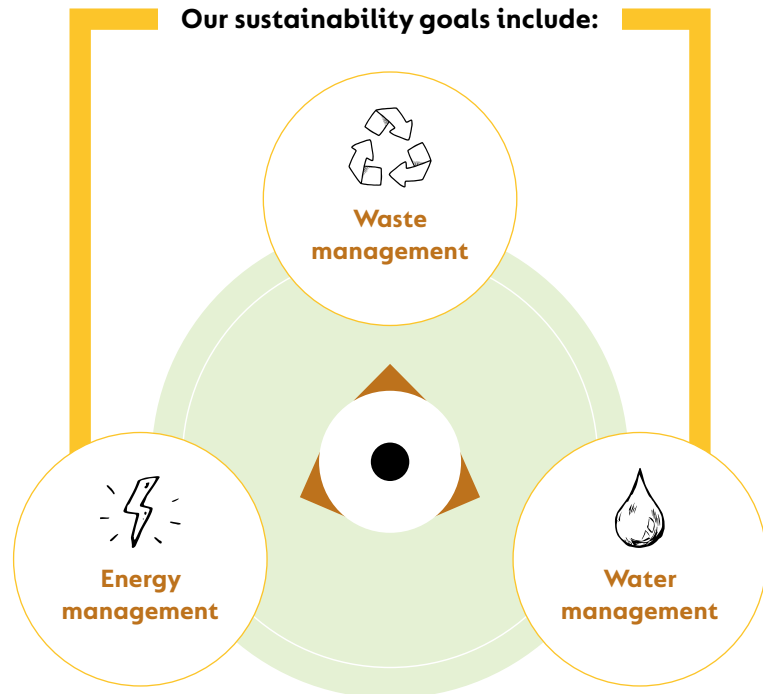 Our sustainability goals include:
Waste
management
Energy
management
Water
management